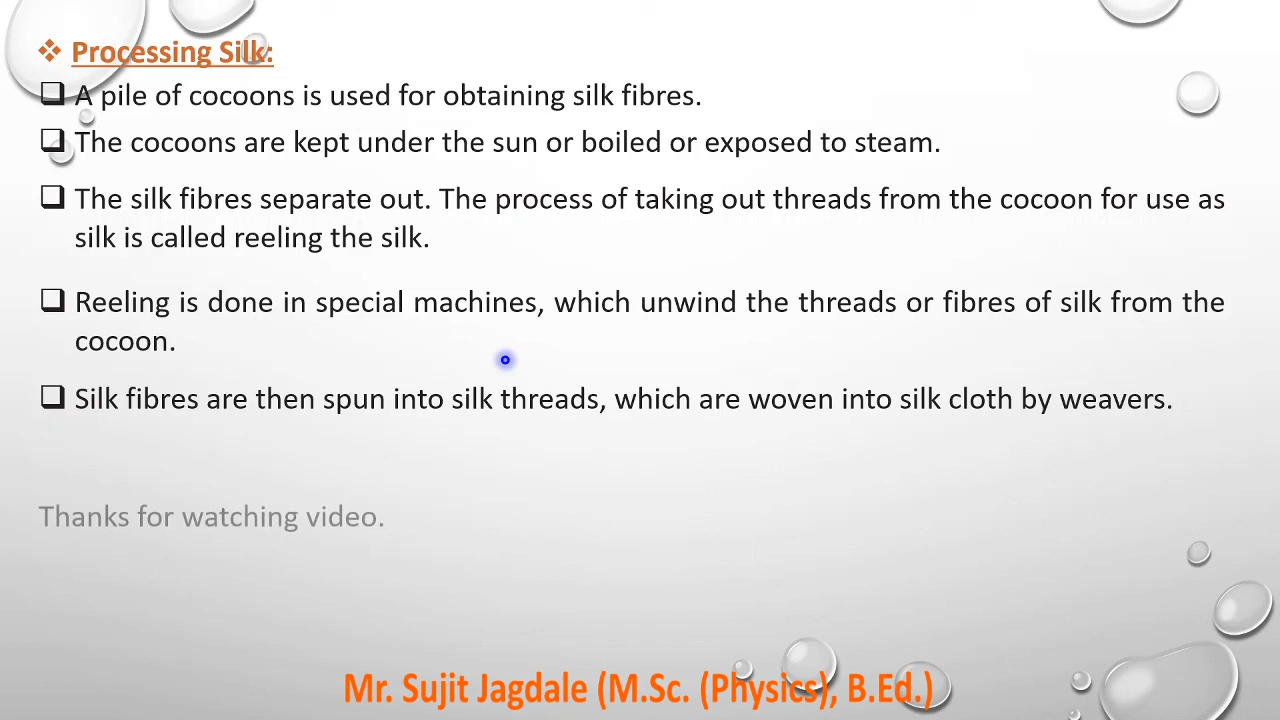 ❖ Processing Silk:
❑ A pile of cocoons is used for obtaining silk fibres.
❑ The cocoons are kept under the sun or boiled or exposed to steam.
❑ The silk fibres separate out. The process of taking out threads from the cocoon for use as
silk is called reeling the silk.
❑ Reeling is done in special machines, which unwind the threads or fibres of silk from the
cocoon.
❑ Silk fibres are then spun into silk threads, which are woven into silk cloth by weavers.
Thanks for watching video.
Mr. Sujit Jagdale (M.Sc. (Physics), B.Ed.)